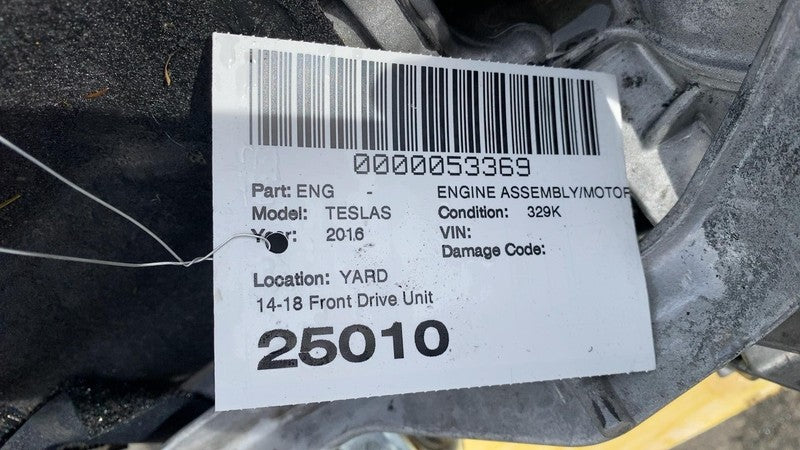 0000053369
Part: ENG - ENGINE ASSEMBLY/MOTOR
Model: TESLAS Condition: 329K
Year: 2016 VIN:
Damage Code:
Location: YARD
14-18 Front Drive Unit
25010